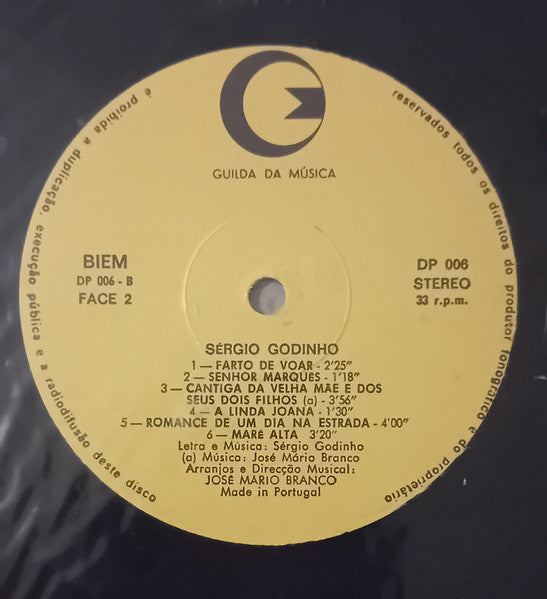 GUILDA DA MÚSICA
é proibida a duplicação, execução pública e a radiodifusão deste disco
reservados todos os direitos do produtor fonográfico e do proprietário
BIEM
DP 006 - B
FACE 2
DP 006
STEREO
33 r.p.m.
SÉRGIO GODINHO
1 — FARTO DE VOAR - 2'25"
2 — SENHOR MARQUÊS - 1'18"
3 — CANTIGA DA VELHA MÃE E DOS
SEUS DOIS FILHOS (a) - 3'56"
4 — A LINDA JOANA - 1'30"
5 — ROMANCE DE UM DIA NA ESTRADA - 4'00"
6 — MARÉ ALTA 3'20"
Letra e Música: Sérgio Godinho
(a) Música: José Mário Branco
Arranjos e Direcção Musical:
JOSÉ MÁRIO BRANCO
Made in Portugal